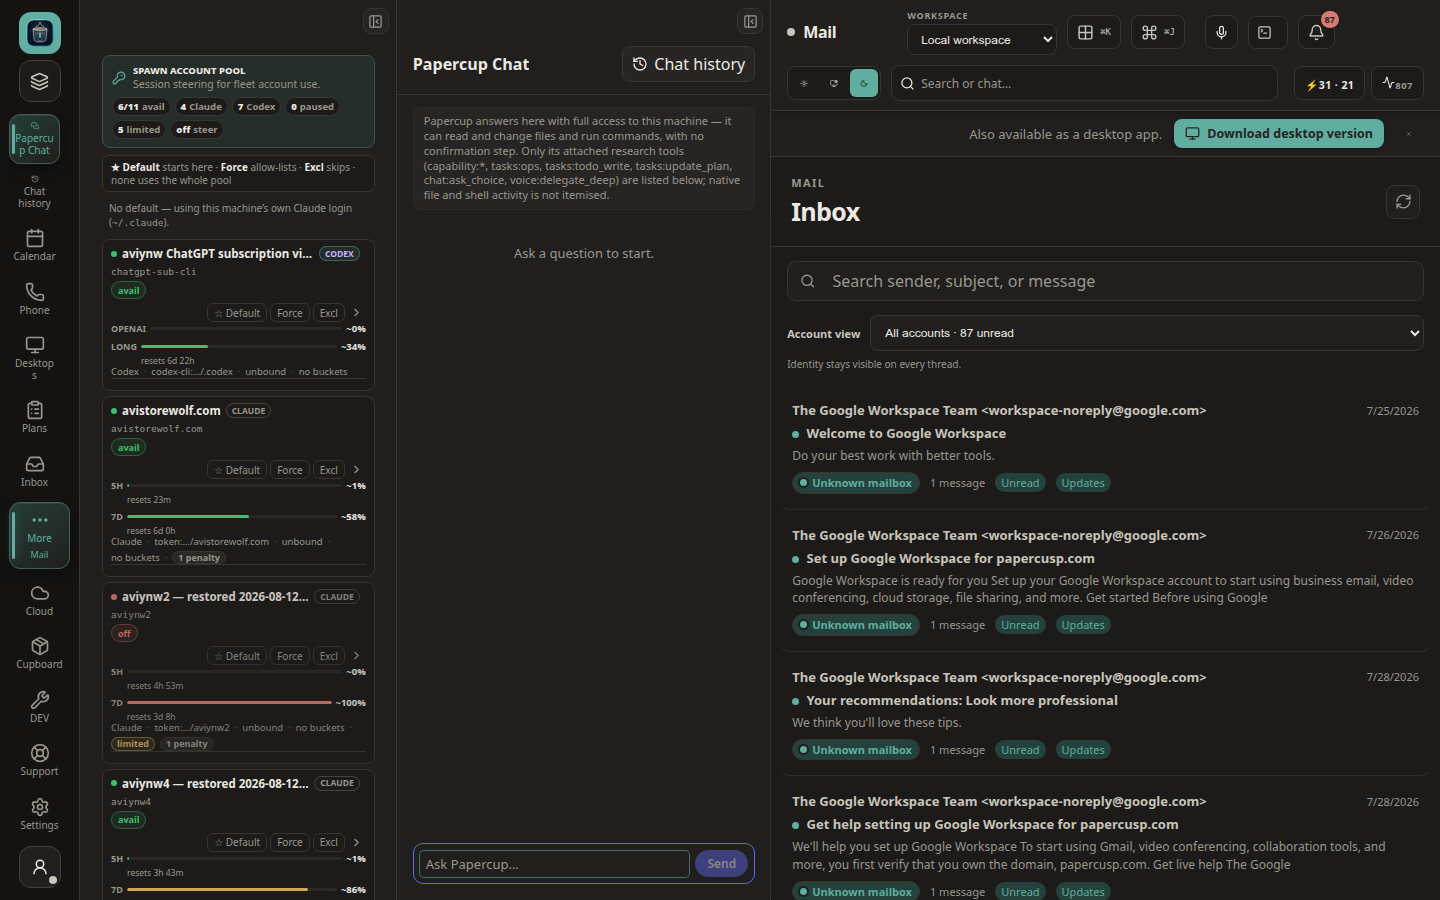 Papercu
p Chat
Chat
history
Calendar
Phone
Desktop
s
Plans
Inbox
More
Mail
Cloud
Cupboard
DEV
Support
Settings
SPAWN ACCOUNT POOL
Session steering for fleet account use.
6/11 avail
4 Claude
7 Codex
0 paused
5 limited
off steer
★ Default starts here · Force allow-lists · Excl skips ·
none uses the whole pool
No default — using this machine's own Claude login
(~/.claude).
aviynw ChatGPT subscription vi...
CODEX
chatgpt-sub-cli
avail
☆ Default
Force
Excl
OPENAI
~0%
LONG
~34%
resets 6d 22h
Codex · codex-cli:.../.codex · unbound · no buckets
avistorewolf.com
CLAUDE
avistorewolf.com
avail
☆ Default
Force
Excl
5H
~1%
resets 23m
7D
~58%
resets 6d 0h
Claude · token:.../avistorewolf.com · unbound ·
no buckets · 1 penalty
aviynw2 — restored 2026-08-12...
CLAUDE
aviynw2
off
☆ Default
Force
Excl
5H
~0%
resets 4h 53m
7D
~100%
resets 3d 8h
Claude · token:.../aviynw2 · unbound · no buckets ·
limited
1 penalty
aviynw4 — restored 2026-08-12...
CLAUDE
aviynw4
avail
☆ Default
Force
Excl
5H
~1%
resets 3h 43m
7D
~86%
Papercup Chat
Chat history
Papercup answers here with full access to this machine — it
can read and change files and run commands, with no
confirmation step. Only its attached research tools
(capability:*, tasks:ops, tasks:todo_write, tasks:update_plan,
chat:ask_choice, voice:delegate_deep) are listed below; native
file and shell activity is not itemised.
Ask a question to start.
Ask Papercup...
Send
Mail
WORKSPACE
Local workspace
⌘K
⌘J
87
Search or chat...
⚡31 · 21
807
Also available as a desktop app.
Download desktop version
×
MAIL
Inbox
Search sender, subject, or message
Account view
All accounts · 87 unread
Identity stays visible on every thread.
The Google Workspace Team <workspace-noreply@google.com>
7/25/2026
Welcome to Google Workspace
Do your best work with better tools.
Unknown mailbox
1 message
Unread
Updates
The Google Workspace Team <workspace-noreply@google.com>
7/26/2026
Set up Google Workspace for papercusp.com
Google Workspace is ready for you Set up your Google Workspace account to start using business email, video
conferencing, cloud storage, file sharing, and more. Get started Before using Google
Unknown mailbox
1 message
Unread
Updates
The Google Workspace Team <workspace-noreply@google.com>
7/28/2026
Your recommendations: Look more professional
We think you'll love these tips.
Unknown mailbox
1 message
Unread
Updates
The Google Workspace Team <workspace-noreply@google.com>
7/28/2026
Get help setting up Google Workspace for papercusp.com
We'll help you set up Google Workspace To start using Gmail, video conferencing, collaboration tools, and
more, you first verify that you own the domain, papercusp.com. Get live help The Google
Unknown mailbox
1 message
Unread
Updates